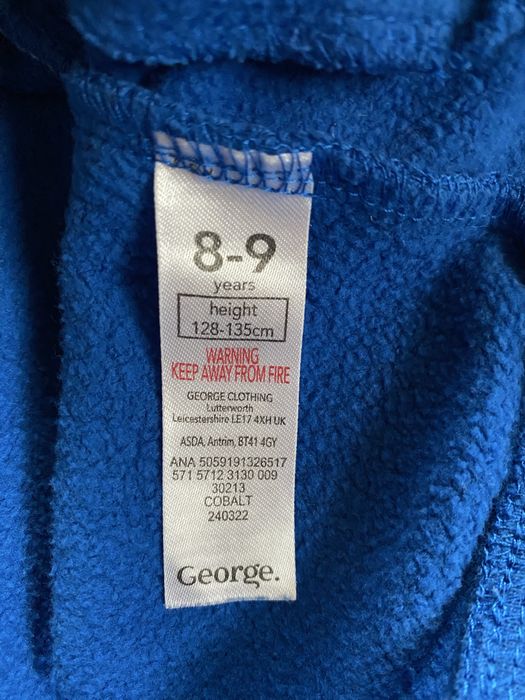 8-9
years
height
128-135cm
WARNING
KEEP AWAY FROM FIRE
GEORGE CLOTHING
Lutterworth
Leicestershire LE17 4XH UK
ASDA, Antrim, BT41 4GY
ANA 5059191326517
571 5712 3130 009
30213
COBALT
240322
George.